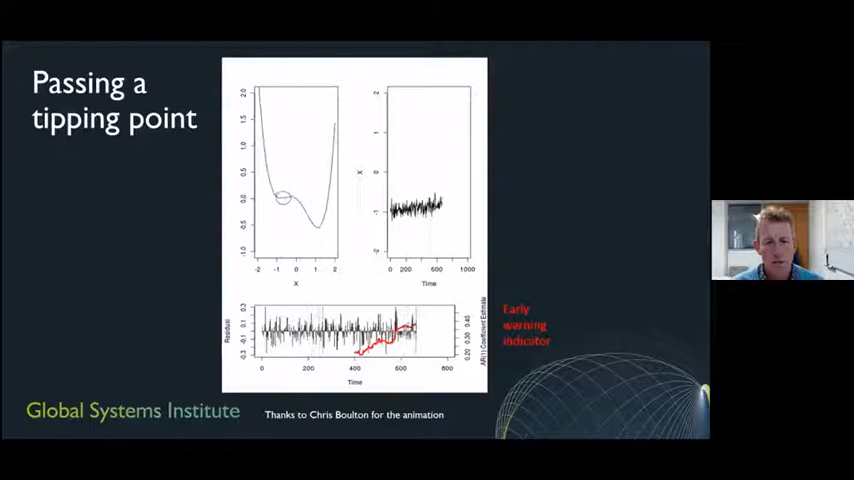 Passing a
tipping point
2.0
1.5
1.0
0.5
0.0
-0.5
-1.0
-2 -1 0 1 2
X
X
2
1
0
-1
-2
0 200 400 600 1000
Time
Residual
0.3
0.1
-0.1
-0.3
0 200 400 600 800
Time
0.40
0.30
0.20
AR(1) Coefficient Estimate
Early
warning
indicator
Global Systems Institute
Thanks to Chris Boulton for the animation